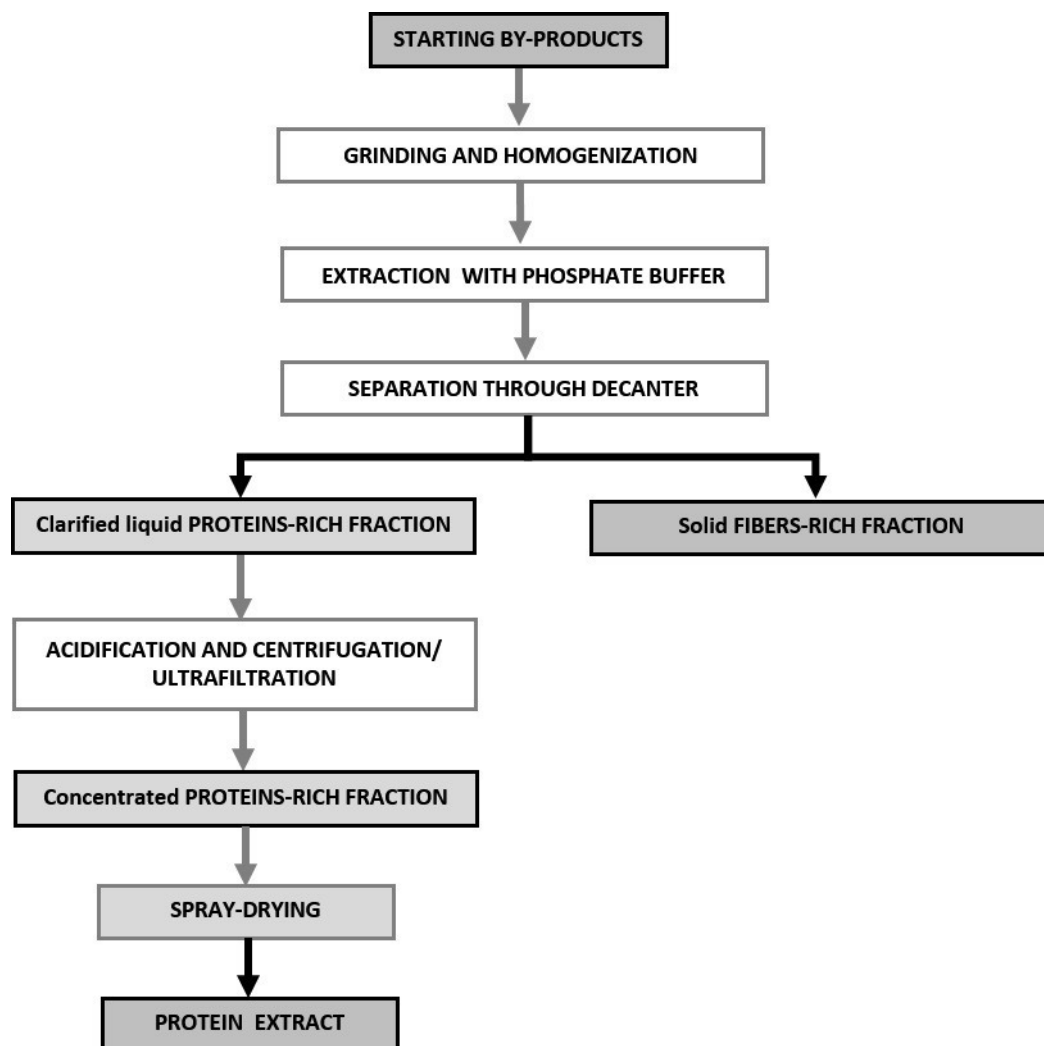 STARTING BY-PRODUCTS
GRINDING AND HOMOGENIZATION
EXTRACTION WITH PHOSPHATE BUFFER
SEPARATION THROUGH DECANTER
Clarified liquid PROTEINS-RICH FRACTION
Solid FIBERS-RICH FRACTION
ACIDIFICATION AND CENTRIFUGATION/
ULTRAFILTRATION
Concentrated PROTEINS-RICH FRACTION
SPRAY-DRYING
PROTEIN EXTRACT